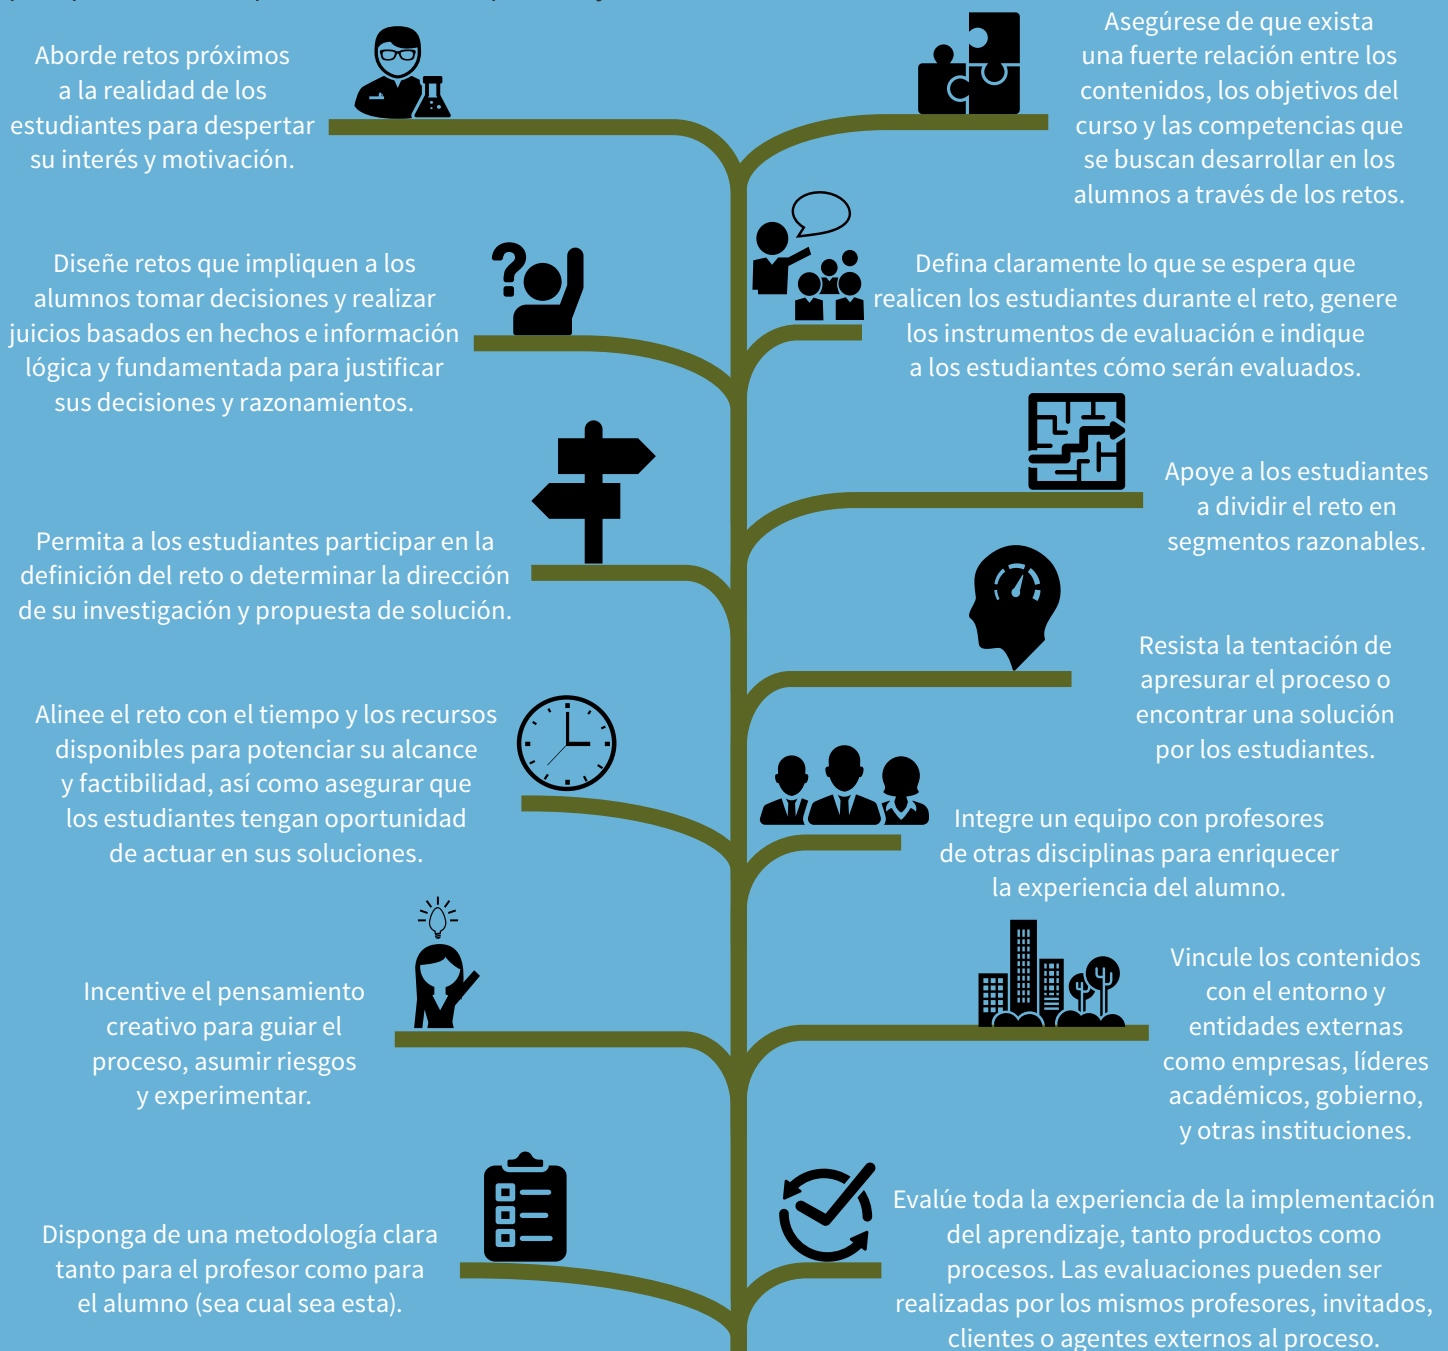 Aborde retos próximos
a la realidad de los
estudiantes para despertar
su interés y motivación.
Asegúrese de que exista
una fuerte relación entre los
contenidos, los objetivos del
curso y las competencias que
se buscan desarrollar en los
alumnos a través de los retos.
Diseñe retos que impliquen a los
alumnos tomar decisiones y realizar
juicios basados en hechos e información
lógica y fundamentada para justificar
sus decisiones y razonamientos.
Defina claramente lo que se espera que
realicen los estudiantes durante el reto, genere
los instrumentos de evaluación e indique
a los estudiantes cómo serán evaluados.
Permita a los estudiantes participar en la
definición del reto o determinar la dirección
de su investigación y propuesta de solución.
Apoye a los estudiantes
a dividir el reto en
segmentos razonables.
Resista la tentación de
apresurar el proceso o
encontrar una solución
por los estudiantes.
Alinee el reto con el tiempo y los recursos
disponibles para potenciar su alcance
y factibilidad, así como asegurar que
los estudiantes tengan oportunidad
de actuar en sus soluciones.
Integre un equipo con profesores
de otras disciplinas para enriquecer
la experiencia del alumno.
Incentive el pensamiento
creativo para guiar el
proceso, asumir riesgos
y experimentar.
Vincule los contenidos
con el entorno y
entidades externas
como empresas, líderes
académicos, gobierno,
y otras instituciones.
Disponga de una metodología clara
tanto para el profesor como para
el alumno (sea cual sea esta).
Evalúe toda la experiencia de la implementación
del aprendizaje, tanto productos como
procesos. Las evaluaciones pueden ser
realizadas por los mismos profesores, invitados,
clientes o agentes externos al proceso.